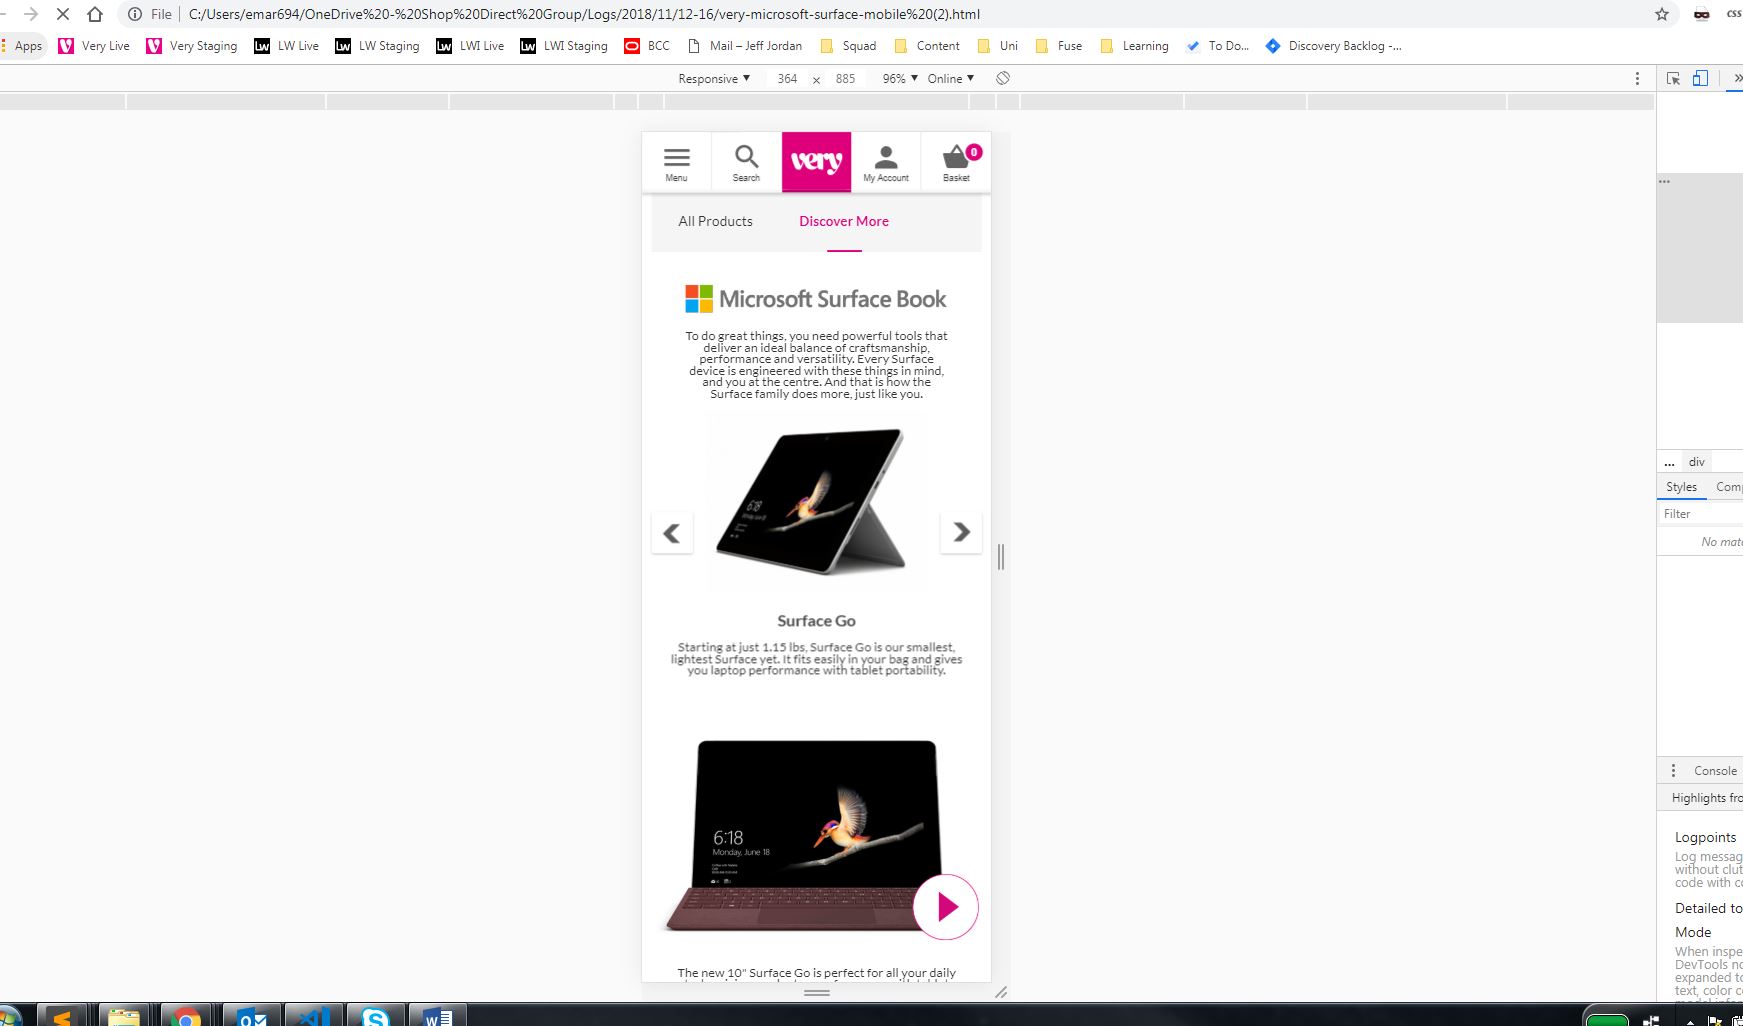 File C:/Users/emar694/OneDrive%20-%20Shop%20Direct%20Group/Logs/2018/11/12-16/very-microsoft-surface-mobile%20(2).html
CSS
Apps Very Live Very Staging LW LW Live LW LW Staging LW LWI Live LW LWI Staging BCC Mail – Jeff Jordan Squad Content Uni Fuse Learning To Do... Discovery Backlog -...
Responsive 364 x 885 96% Online
Menu Search very My Account 0 Basket
All Products Discover More
Microsoft Surface Book
To do great things, you need powerful tools that
deliver an ideal balance of craftsmanship,
performance and versatility. Every Surface
device is engineered with these things in mind,
and you at the centre. And that is how the
Surface family does more, just like you.
6:18
Surface Go
Starting at just 1.15 lbs, Surface Go is our smallest,
lightest Surface yet. It fits easily in your bag and gives
you laptop performance with tablet portability.
6:18
Monday, June 18
The new 10" Surface Go is perfect for all your daily
... div
Styles Comp
Filter
No mat
Console
Highlights fro
Logpoints
Log messag
without clut
code with co
Detailed to
Mode
When inspe
DevTools no
expanded to
text, color co